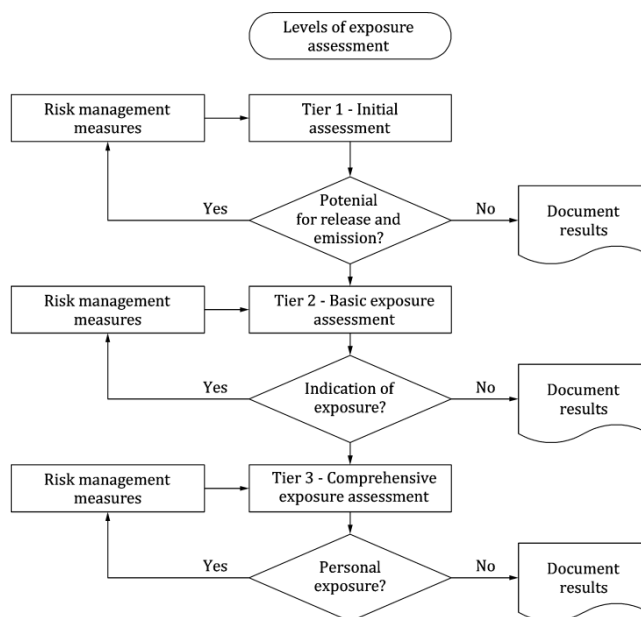 Levels of exposure
assessment
Risk management
measures
Tier 1 - Initial
assessment
Yes
Potenial
for release and
emission?
No
Document
results
Risk management
measures
Tier 2 - Basic exposure
assessment
Yes
Indication of
exposure?
No
Document
results
Risk management
measures
Tier 3 - Comprehensive
exposure assessment
Yes
Personal
exposure?
No
Document
results